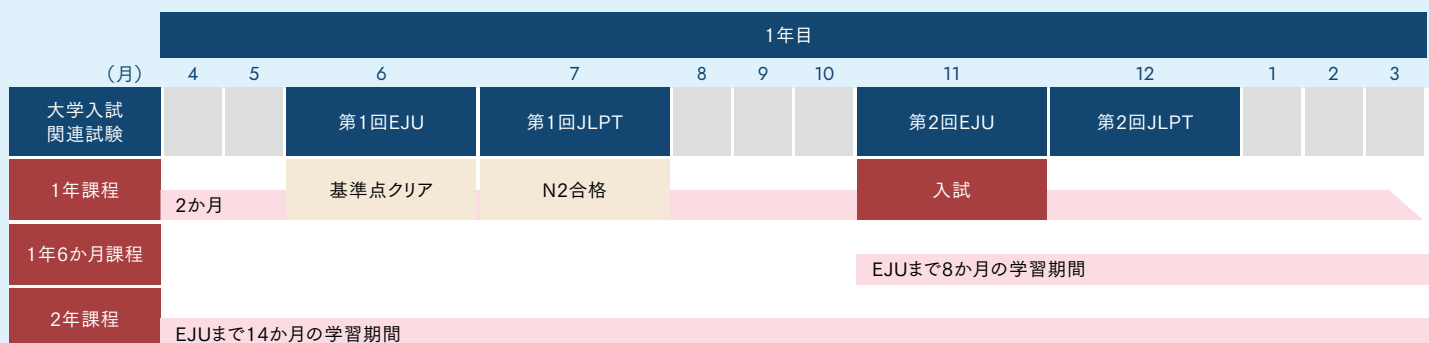 1年目
(月) 4 5 6 7 8 9 10 11 12 1 2 3
大学入試
関連試験
第1回EJU 第1回JLPT 第2回EJU 第2回JLPT
1年課程 2か月 基準点クリア N2合格 入試
1年6か月課程 EJUまで8か月の学習期間
2年課程 EJUまで14か月の学習期間